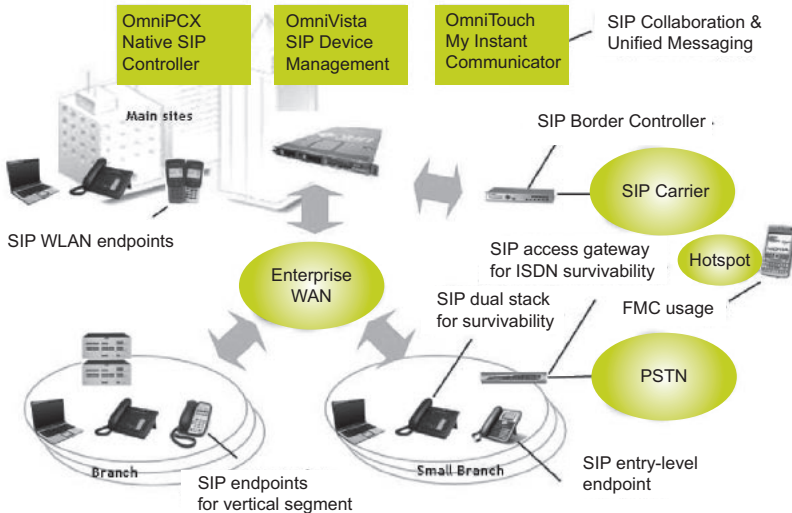 OmniPCX
Native SIP
Controller
OmniVista
SIP Device
Management
OmniTouch
My Instant
Communicator
SIP Collaboration &
Unified Messaging
Main sites
SIP Border Controller
SIP Carrier
SIP WLAN endpoints
SIP access gateway
for ISDN survivability
Hotspot
Enterprise
WAN
SIP dual stack
for survivability
FMC usage
PSTN
Branch
Small Branch
SIP endpoints
for vertical segment
SIP entry-level
endpoint